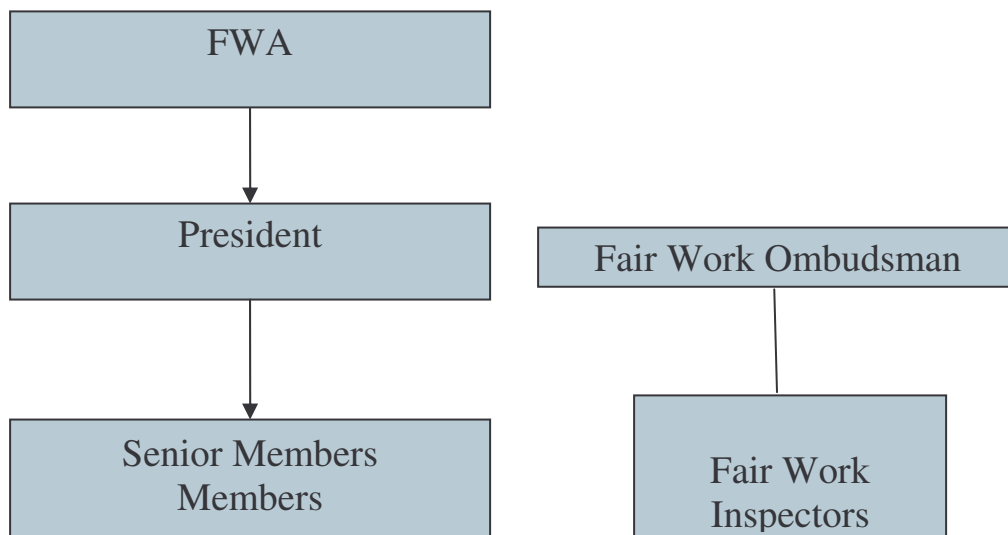 FWA
President
Fair Work Ombudsman
Senior Members
Members
Fair Work
Inspectors